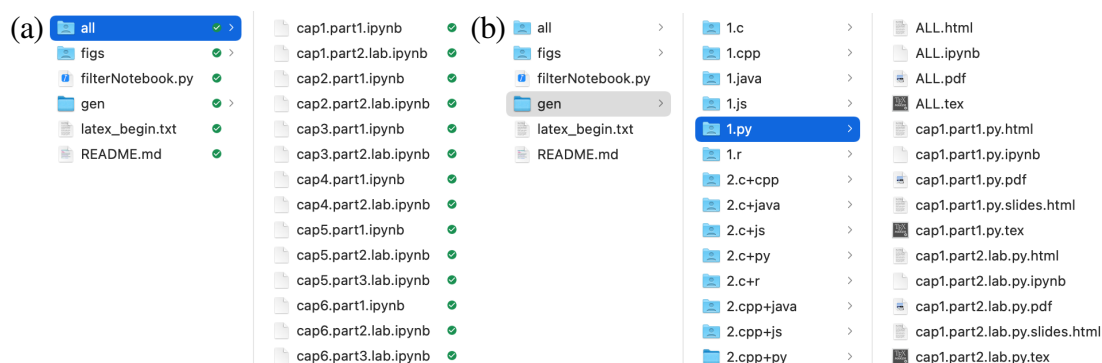 (a)
all
figs
filterNotebook.py
gen
latex_begin.txt
README.md
cap1.part1.ipynb
cap1.part2.lab.ipynb
cap2.part1.ipynb
cap2.part2.lab.ipynb
cap3.part1.ipynb
cap3.part2.lab.ipynb
cap4.part1.ipynb
cap4.part2.lab.ipynb
cap5.part1.ipynb
cap5.part2.lab.ipynb
cap5.part3.lab.ipynb
cap6.part1.ipynb
cap6.part2.lab.ipynb
cap6.part3.lab.ipynb
(b)
all
figs
filterNotebook.py
gen
latex_begin.txt
README.md
1.c
1.cpp
1.java
1.js
1.py
1.r
2.c+cpp
2.c+java
2.c+js
2.c+py
2.c+r
2.cpp+java
2.cpp+js
2.cpp+py
ALL.html
ALL.ipynb
ALL.pdf
ALL.tex
cap1.part1.py.html
cap1.part1.py.ipynb
cap1.part1.py.pdf
cap1.part1.py.slides.html
cap1.part1.py.tex
cap1.part2.lab.py.html
cap1.part2.lab.py.ipynb
cap1.part2.lab.py.pdf
cap1.part2.lab.py.slides.html
cap1.part2.lab.py.tex